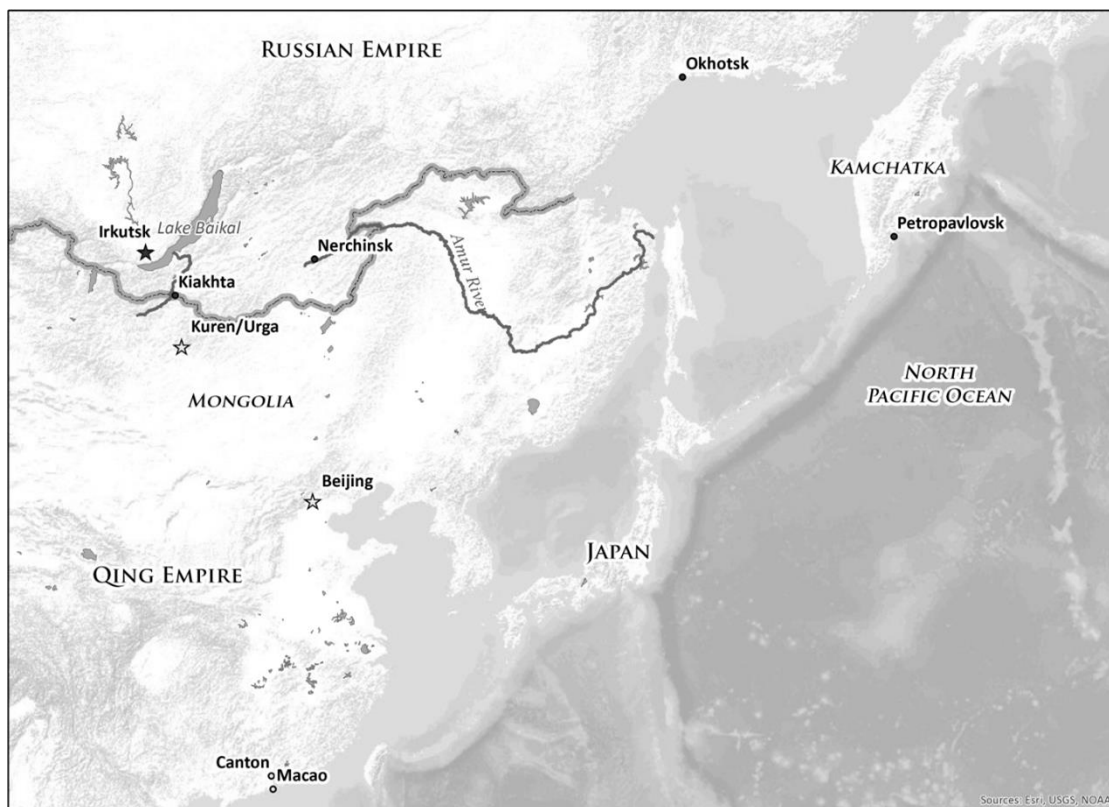 RUSSIAN EMPIRE
Okhotsk
KAMCHATKA
Lake Baikal
Irkutsk
Petropavlovsk
Nerchinsk
Amur River
Kiakhta
Kuren/Urga
NORTH
PACIFIC OCEAN
MONGOLIA
Beijing
JAPAN
QING EMPIRE
Canton
Macao
Sources: Esri, USGS, NOAA